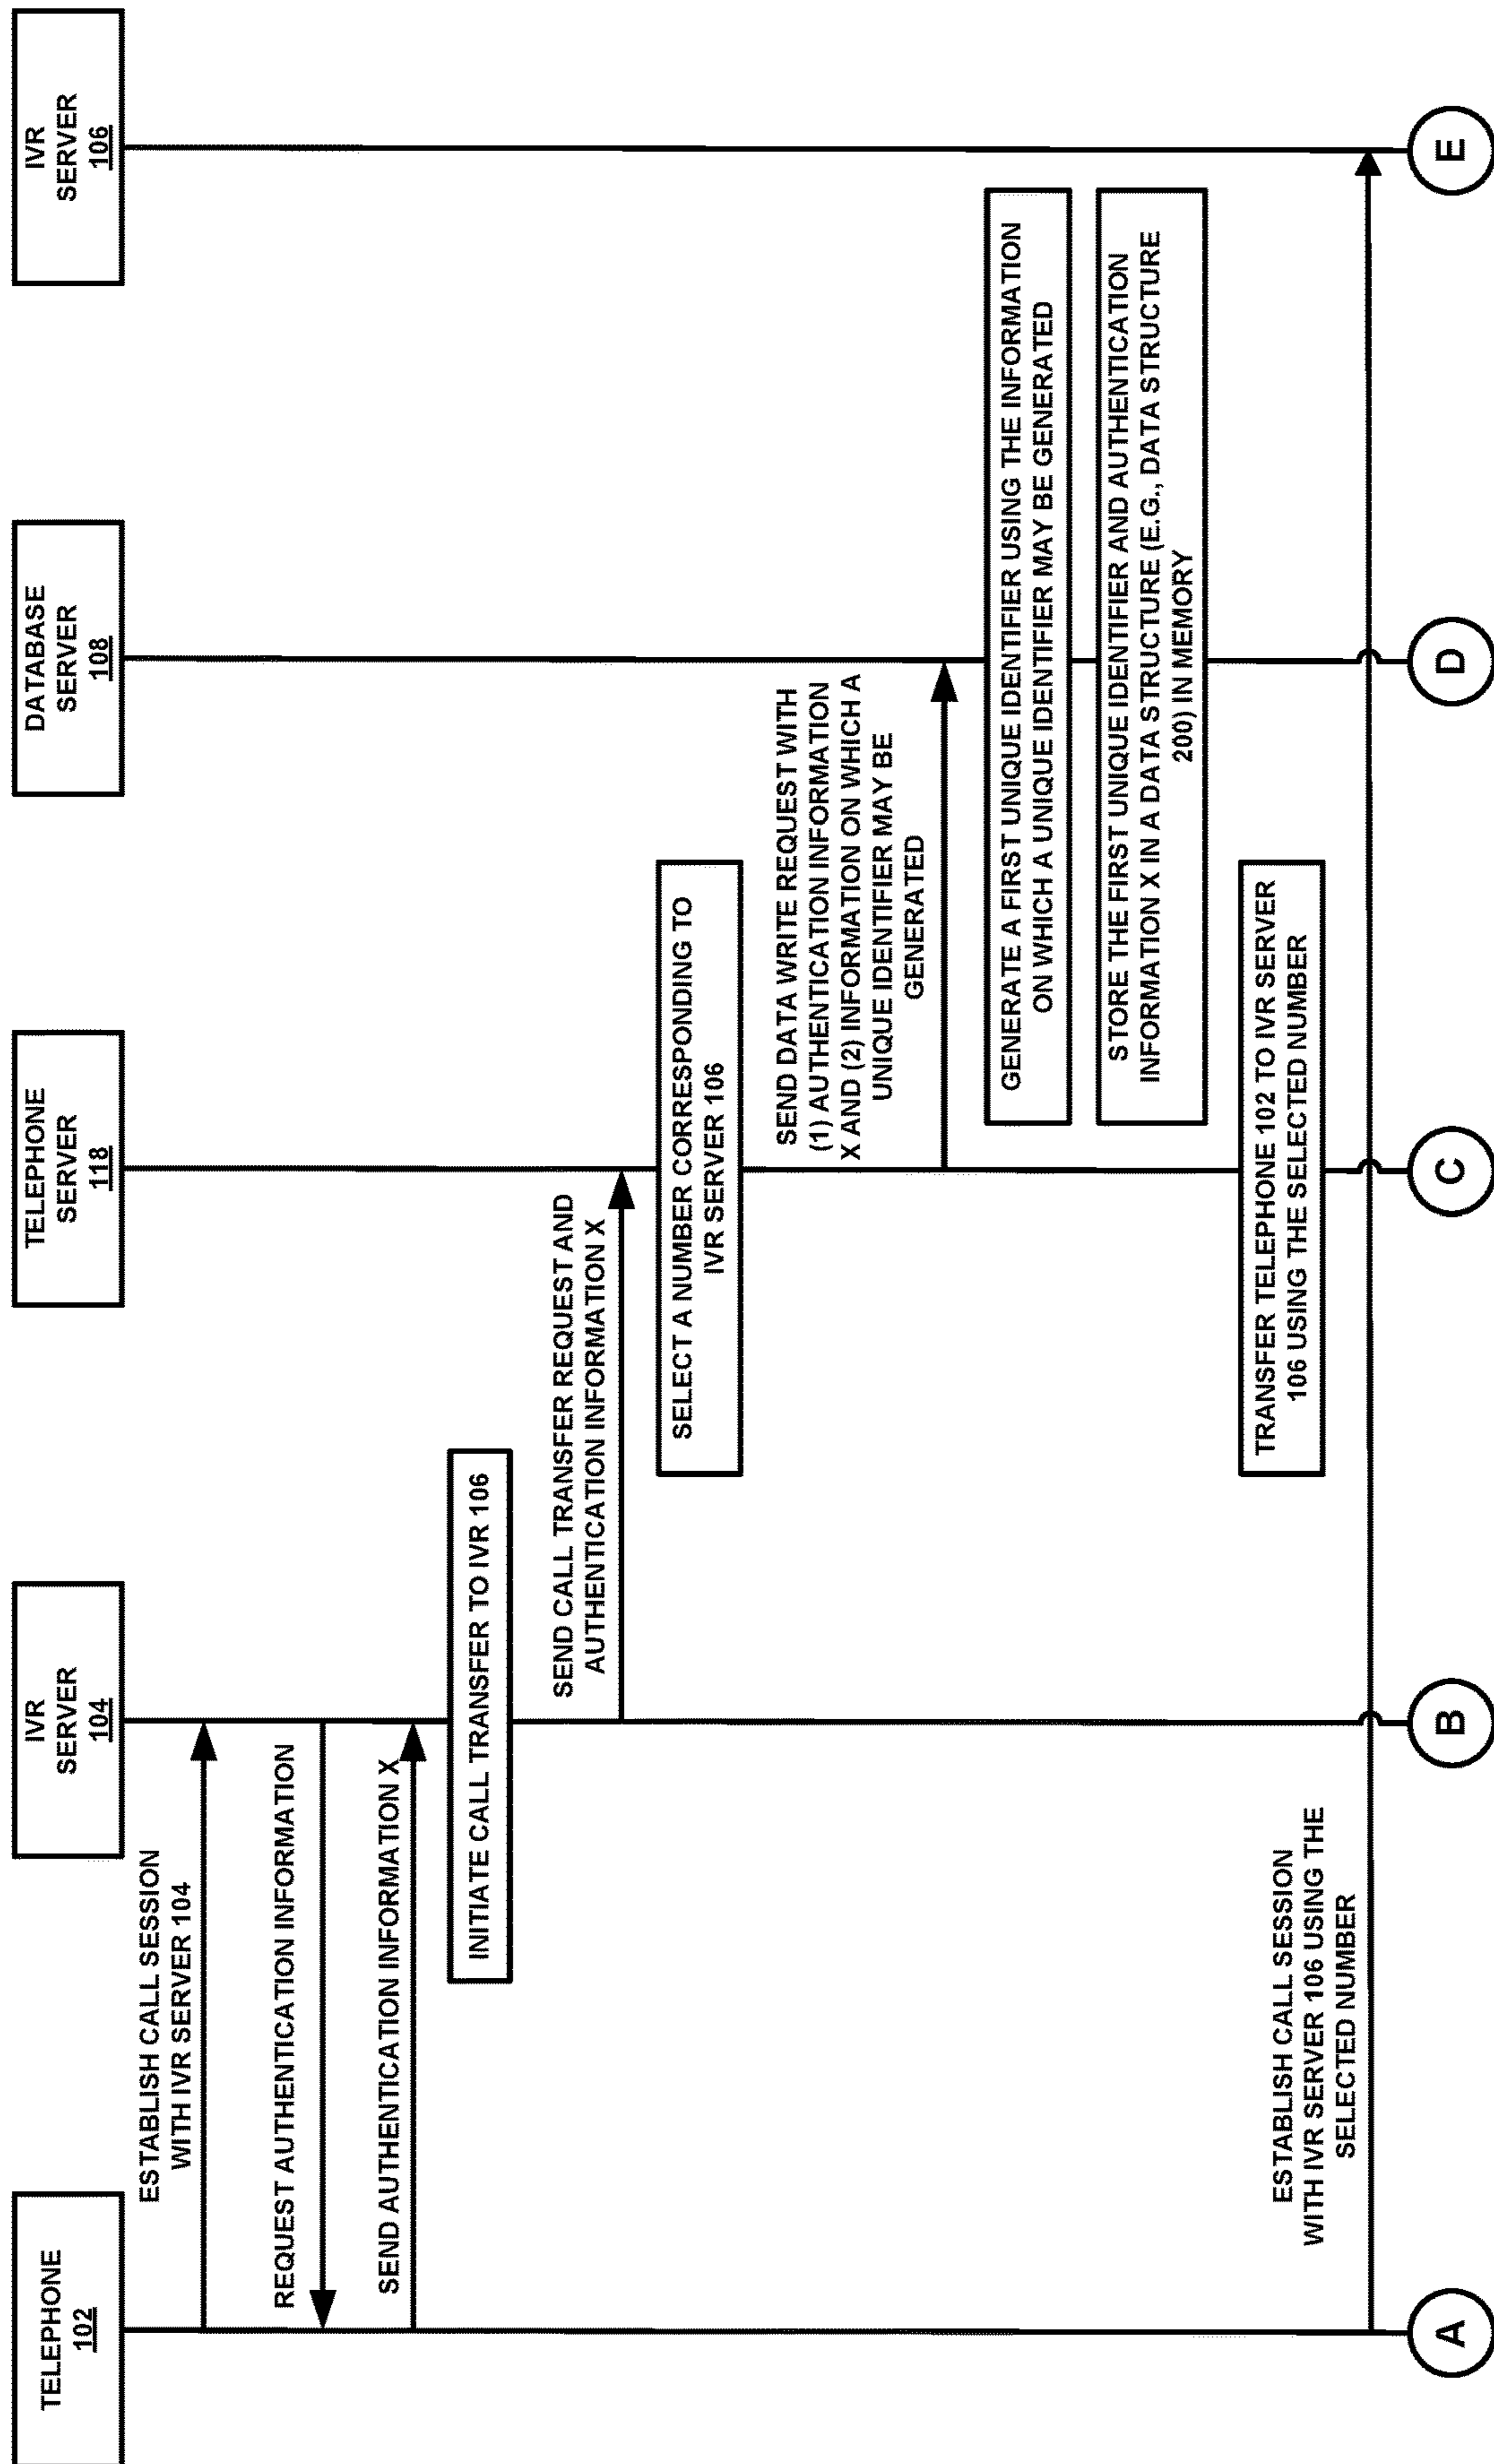 TELEPHONE
102
IVR
SERVER
104
TELEPHONE
SERVER
118
DATABASE
SERVER
108
IVR
SERVER
106
ESTABLISH CALL SESSION
WITH IVR SERVER 104
REQUEST AUTHENTICATION INFORMATION
SEND AUTHENTICATION INFORMATION X
INITIATE CALL TRANSFER TO IVR 106
SEND CALL TRANSFER REQUEST AND
AUTHENTICATION INFORMATION X
SELECT A NUMBER CORRESPONDING TO
IVR SERVER 106
SEND DATA WRITE REQUEST WITH
(1) AUTHENTICATION INFORMATION
X AND (2) INFORMATION ON WHICH A
UNIQUE IDENTIFIER MAY BE
GENERATED
GENERATE A FIRST UNIQUE IDENTIFIER USING THE INFORMATION
ON WHICH A UNIQUE IDENTIFIER MAY BE GENERATED
STORE THE FIRST UNIQUE IDENTIFIER AND AUTHENTICATION
INFORMATION X IN A DATA STRUCTURE (E.G., DATA STRUCTURE
200) IN MEMORY
TRANSFER TELEPHONE 102 TO IVR SERVER
106 USING THE SELECTED NUMBER
ESTABLISH CALL SESSION
WITH IVR SERVER 106 USING THE
SELECTED NUMBER
A
B
C
D
E